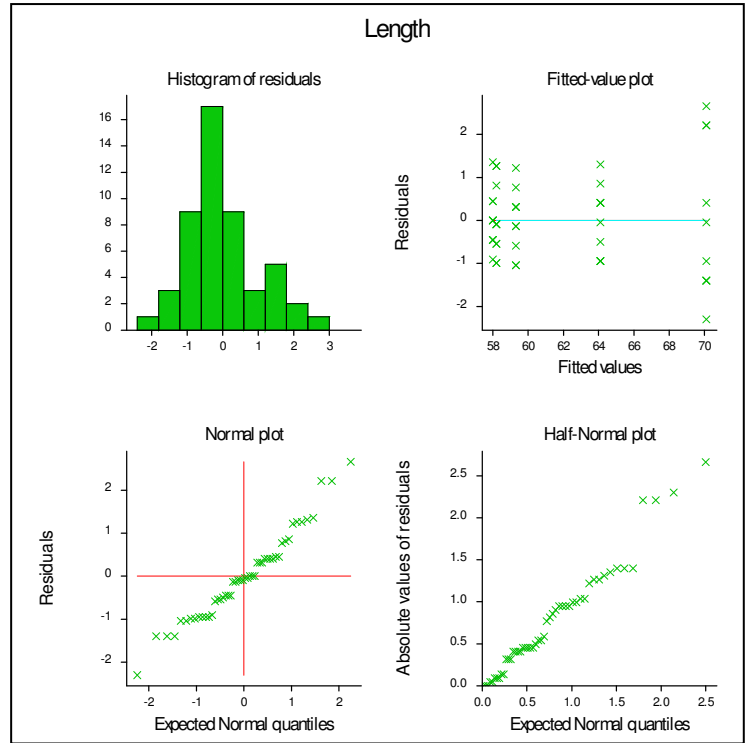 Length
Histogram of residuals
16
14
12
10
8
6
4
2
0
-2 -1 0 1 2 3
Fitted-value plot
Residuals
2
1
0
-1
-2
58 60 62 64 66 68 70
Fitted values
Normal plot
Residuals
2
1
0
-1
-2
-2 -1 0 1 2
Expected Normal quantiles
Half-Normal plot
Absolute values of residuals
2.5
2.0
1.5
1.0
0.5
0.0
0.0 0.5 1.0 1.5 2.0 2.5
Expected Normal quantiles